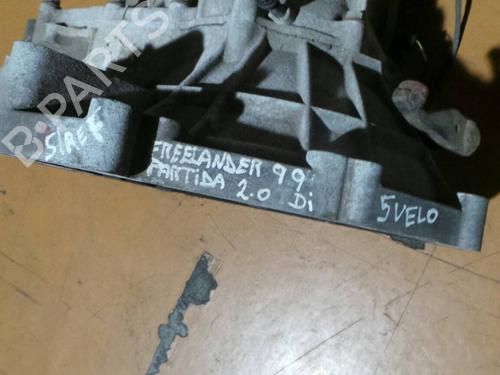 B-PARTS
FREELANDER 99
PARTIDA 2.0 Di
5VELO